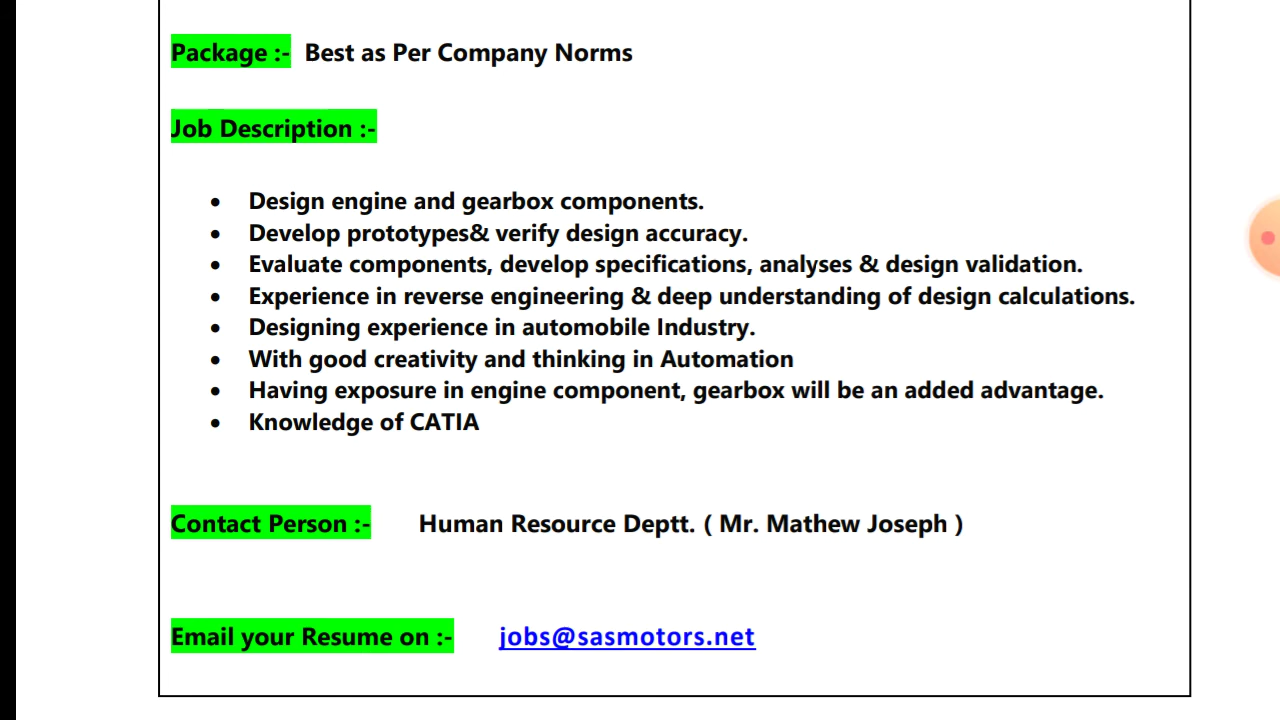 Package :- Best as Per Company Norms
Job Description :-
• Design engine and gearbox components.
• Develop prototypes& verify design accuracy.
• Evaluate components, develop specifications, analyses & design validation.
• Experience in reverse engineering & deep understanding of design calculations.
• Designing experience in automobile Industry.
• With good creativity and thinking in Automation
• Having exposure in engine component, gearbox will be an added advantage.
• Knowledge of CATIA
Contact Person :- Human Resource Deptt. ( Mr. Mathew Joseph )
Email your Resume on :- jobs@sasmotors.net